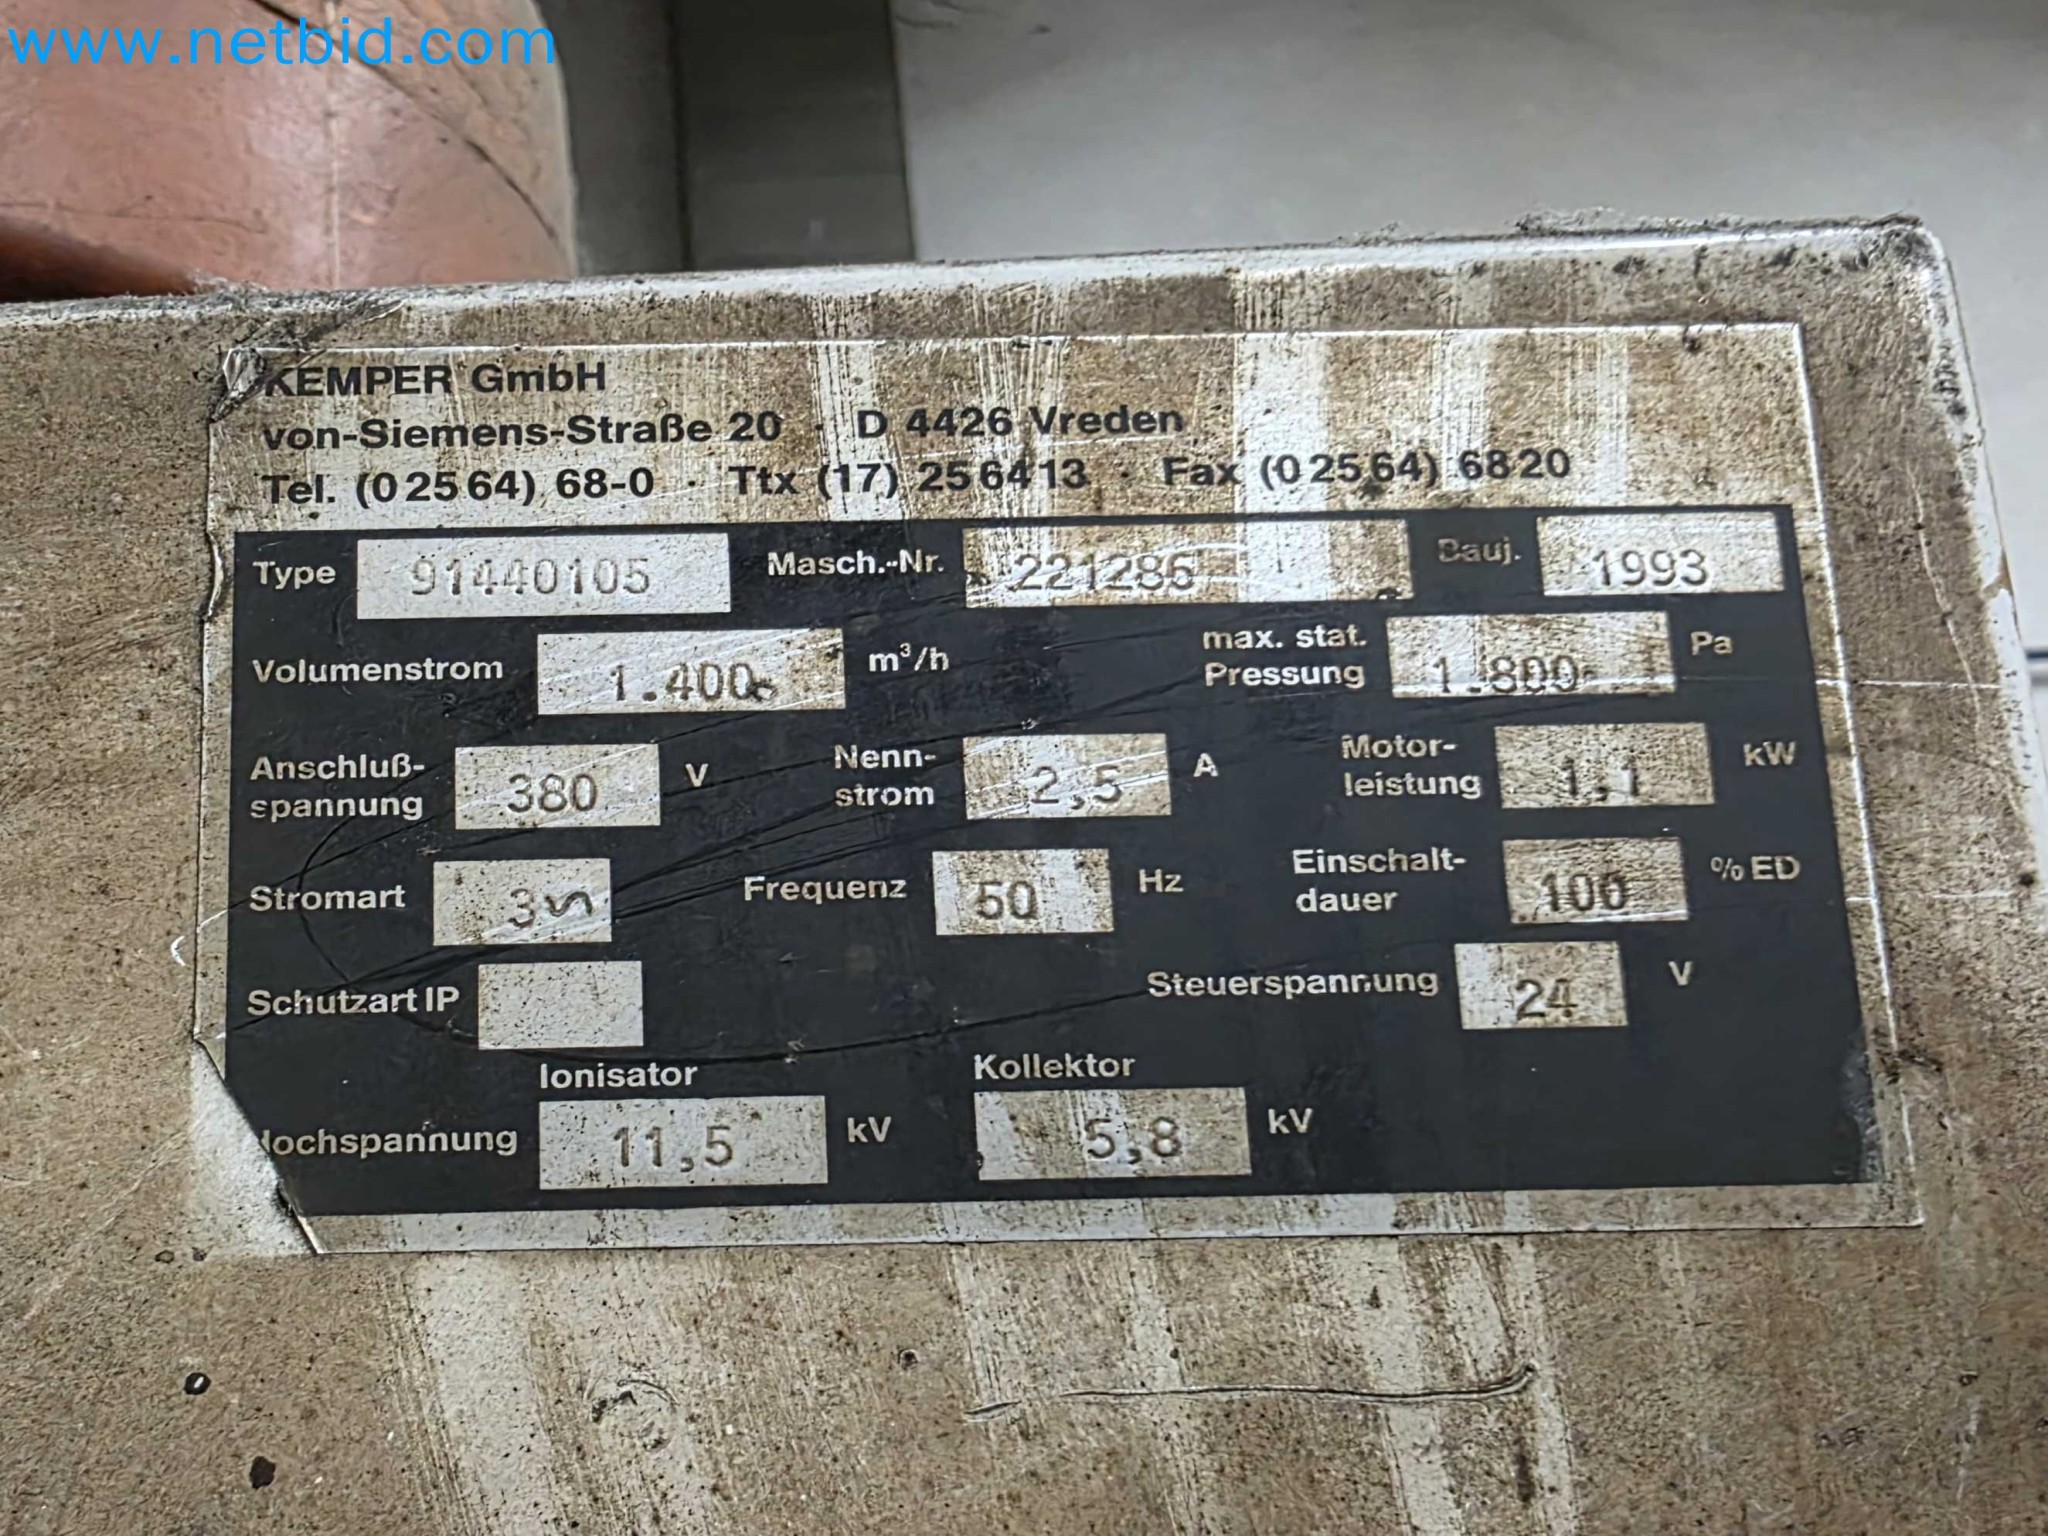 www.netbid.com
KEMPER GmbH
von-Siemens-Straße 20 · D 4426 Vreden
Tel. (0 25 64) 68-0 · Ttx (17) 25 64 13 · Fax (0 25 64) 68 20
Type 91440105 Masch.-Nr. 221286 Bauj. 1993
Volumenstrom 1.400 m³/h max. stat. Pressung 1.800 Pa
Anschluß-spannung 380 V Nenn-strom 2,5 A Motor-leistung 1,1 kW
Stromart 3~ Frequenz 50 Hz Einschalt-dauer 100 % ED
Schutzart IP Steuerspannung 24 V
Ionisator Kollektor
Hochspannung 11,5 kV 5,8 kV